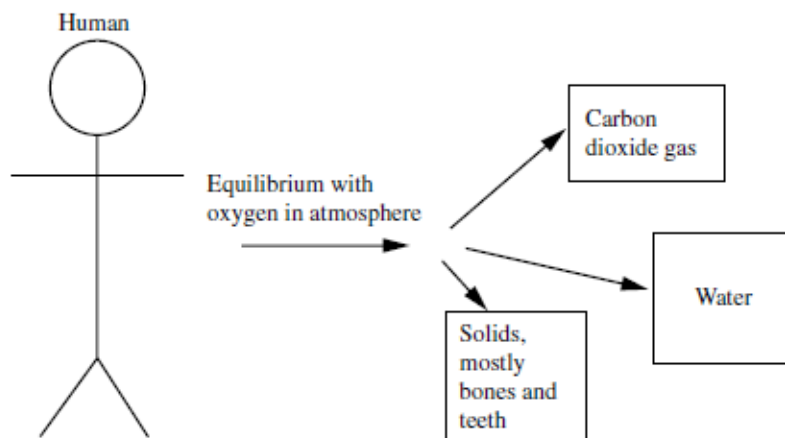 Human
Equilibrium with
oxygen in atmosphere
Carbon
dioxide gas
Water
Solids,
mostly
bones and
teeth